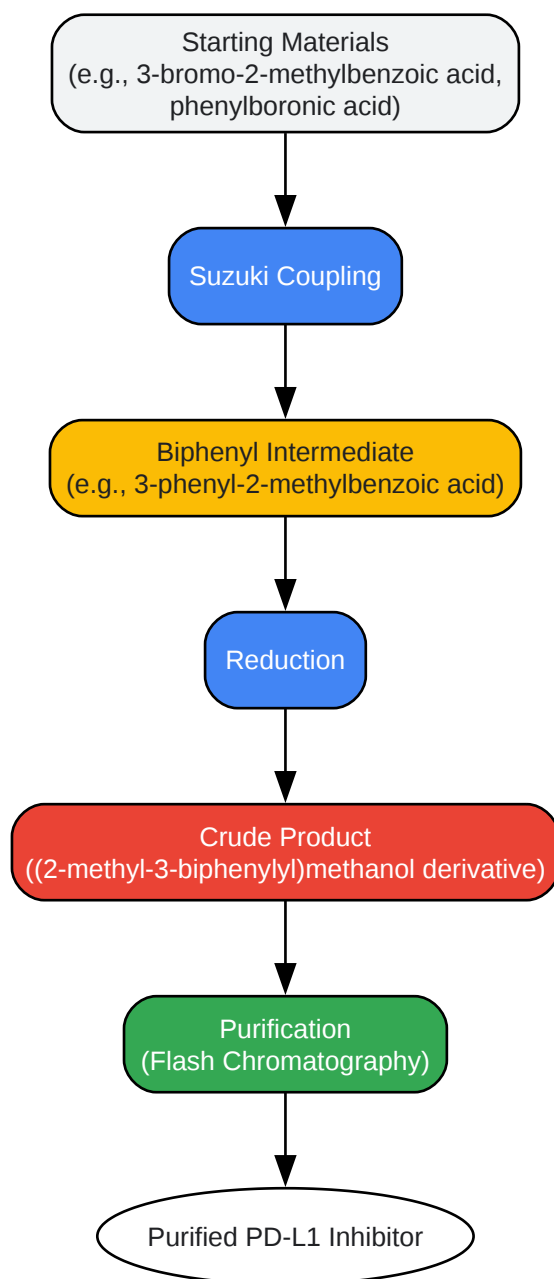 Starting Materials
(e.g., 3-bromo-2-methylbenzoic acid,
phenylboronic acid)
Suzuki Coupling
Biphenyl Intermediate
(e.g., 3-phenyl-2-methylbenzoic acid)
Reduction
Crude Product
((2-methyl-3-biphenylyl)methanol derivative)
Purification
(Flash Chromatography)
Purified PD-L1 Inhibitor